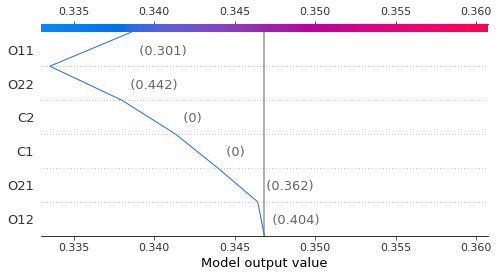 0.335 0.340 0.345 0.350 0.355 0.360
O11 (0.301)
O22 (0.442)
C2 (0)
C1 (0)
O21 (0.362)
O12 (0.404)
0.335 0.340 0.345 0.350 0.355 0.360
Model output value